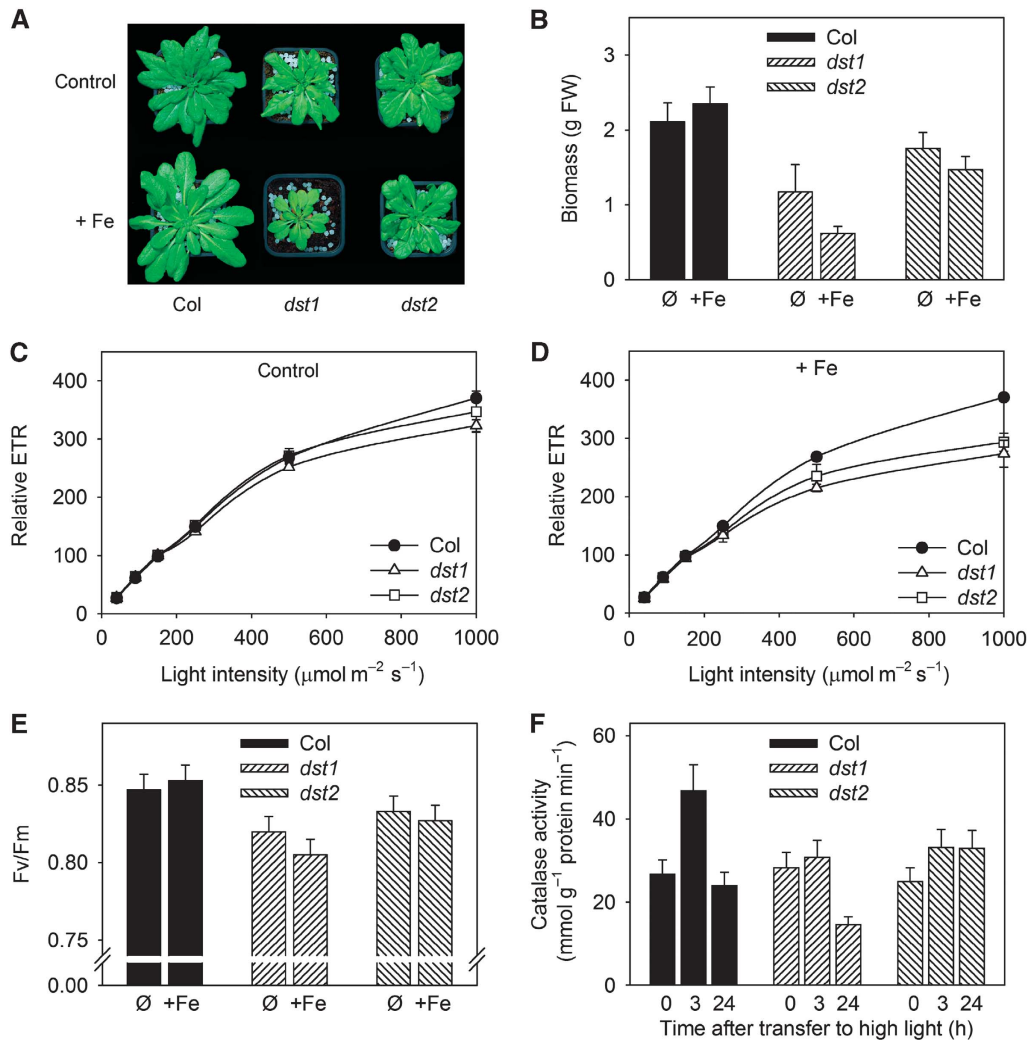 A
Control
+ Fe
Col
dst1
dst2
B
Col
dst1
dst2
Biomass (g FW)
3
2
1
0
Ø +Fe
Ø +Fe
Ø +Fe
C
Control
Relative ETR
400
300
200
100
0
Col
dst1
dst2
0 200 400 600 800 1000
Light intensity (μmol m⁻² s⁻¹)
D
+ Fe
Relative ETR
400
300
200
100
0
Col
dst1
dst2
0 200 400 600 800 1000
Light intensity (μmol m⁻² s⁻¹)
E
Col
dst1
dst2
Fv/Fm
0.85
0.80
0.75
0.00
Ø +Fe
Ø +Fe
Ø +Fe
F
Col
dst1
dst2
Catalase activity
(mmol g⁻¹ protein min⁻¹)
60
40
20
0
0 3 24
0 3 24
0 3 24
Time after transfer to high light (h)